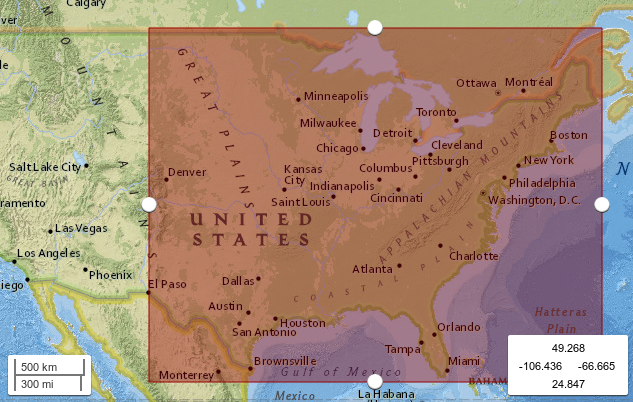 Calgary
ver
MOUNTAINS
Ottawa
Montréal
GREAT PLAINS
Minneapolis
Toronto
Milwaukee
Detroit
Boston
Chicago
Cleveland
Pittsburgh
New York
Salt Lake City
GREAT BASIN
Denver
Kansas
City
Columbus
Indianapolis
Philadelphia
Saint Louis
Cincinnati
Washington, D.C.
APPALACHIAN MOUNTAINS
ramento
UNITED
STATES
N
Las Vegas
Los Angeles
Charlotte
Atlanta
Phoenix
iego
El Paso
Dallas
COASTAL PLAIN
Austin
Houston
San Antonio
Orlando
Hatteras
Plain
Tampa
Miami
Brownsville
Monterrey
Gulf of Mexico
México
La Habana
BAHAM
500 km
300 mi
49.268
-106.436 -66.665
24.847